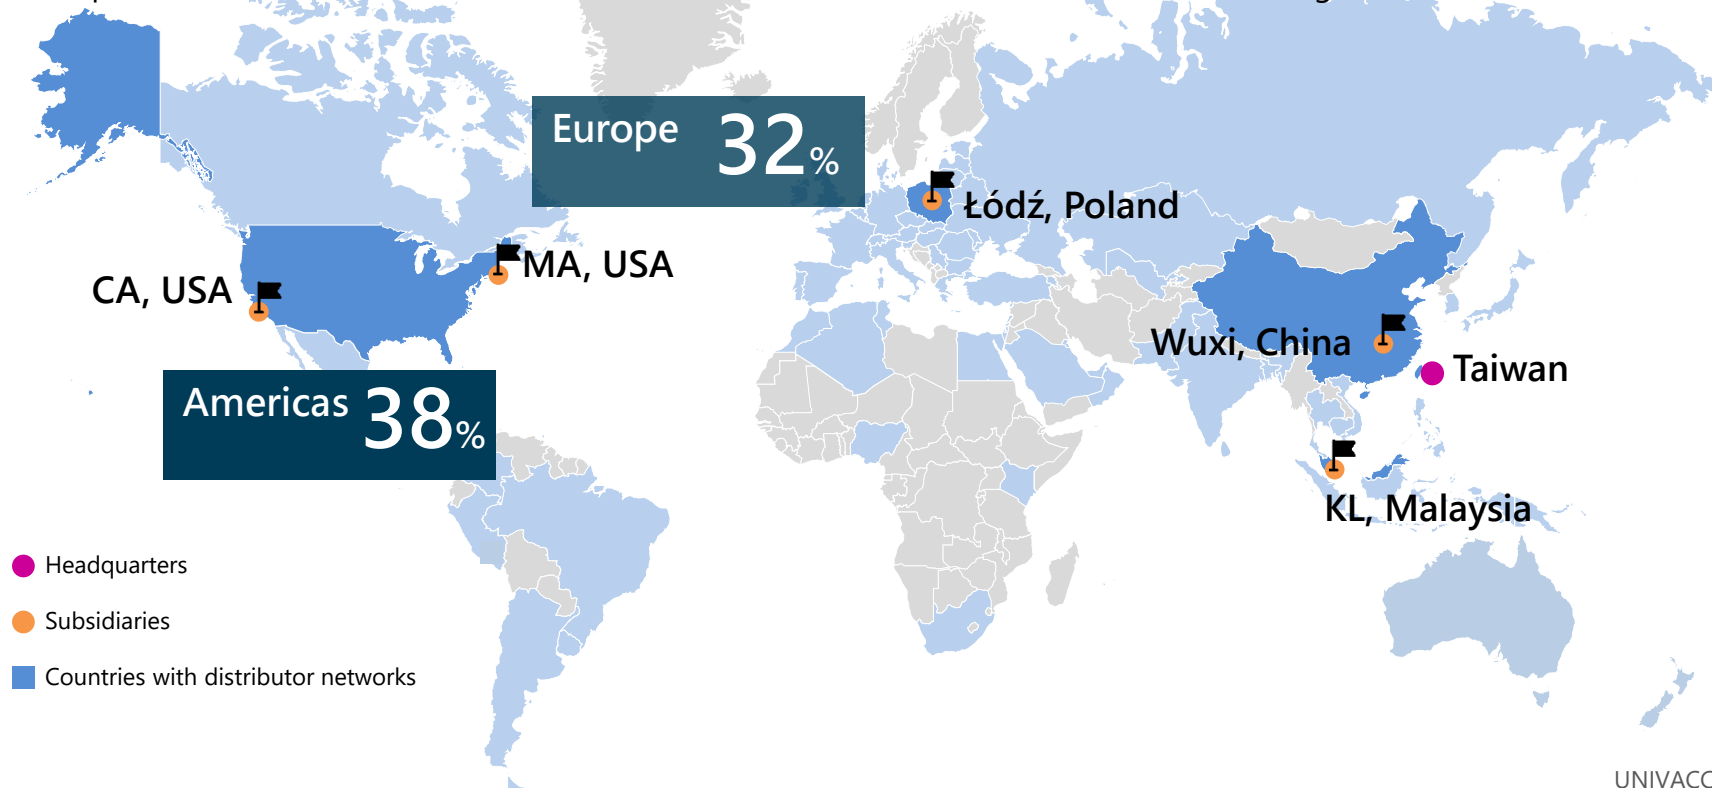 Europe 32%
Łódź, Poland
MA, USA
CA, USA
Wuxi, China
Taiwan
Americas 38%
KL, Malaysia
Headquarters
Subsidiaries
Countries with distributor networks
UNIVACC